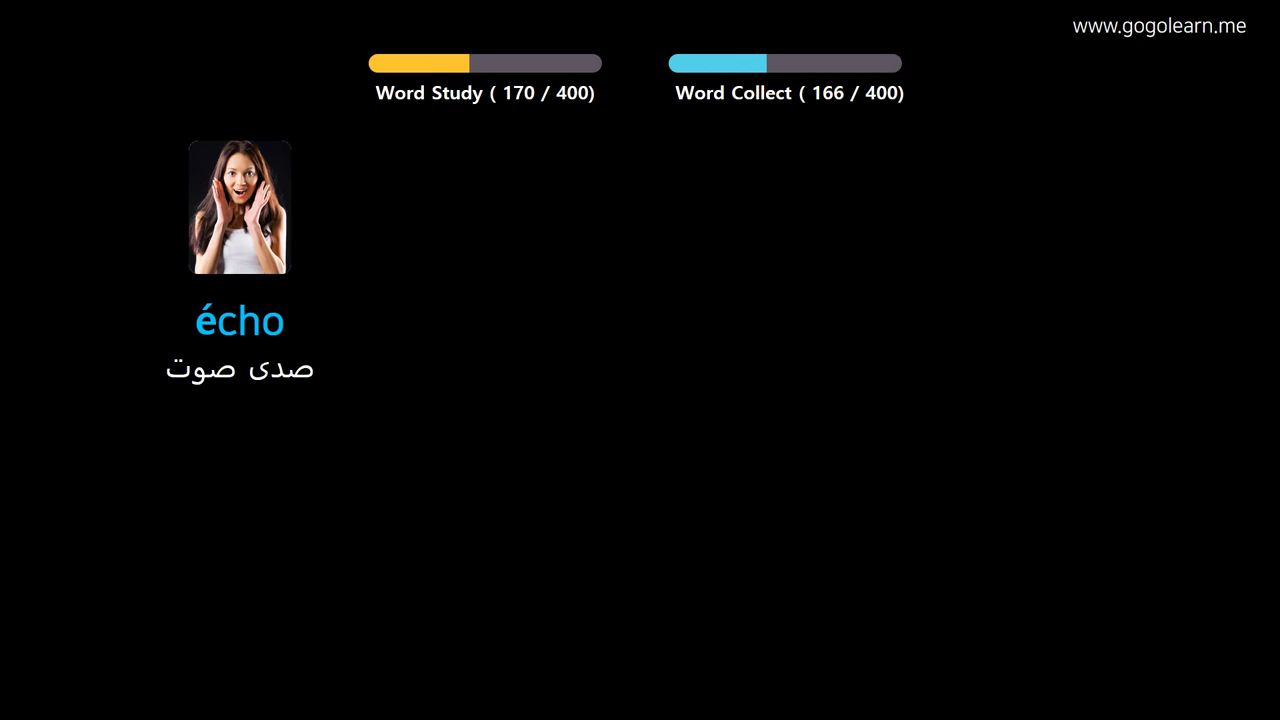 www.gogolearn.me
Word Study ( 170 / 400)
Word Collect ( 166 / 400)
écho
صدى صوت